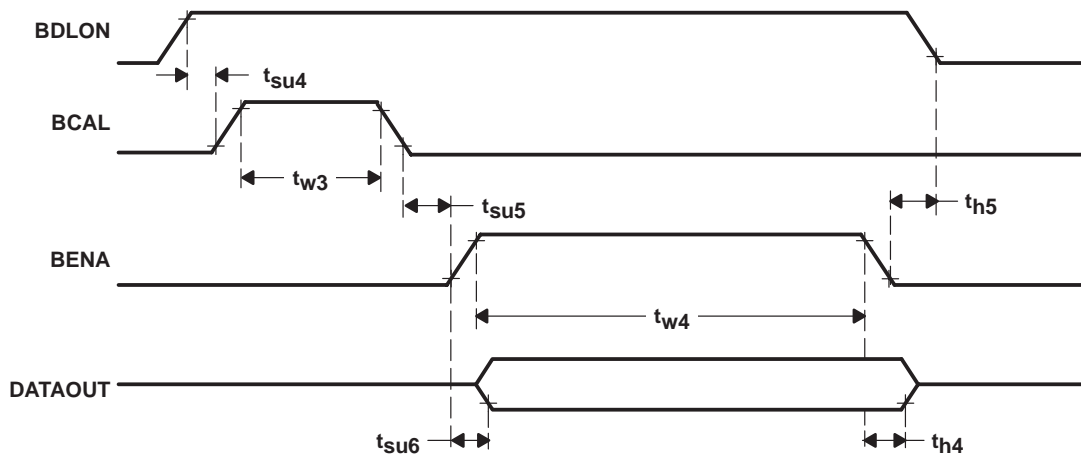 BDLON
tsu4
BCAL
tw3
tsu5
th5
BENA
tw4
DATAOUT
tsu6
th4